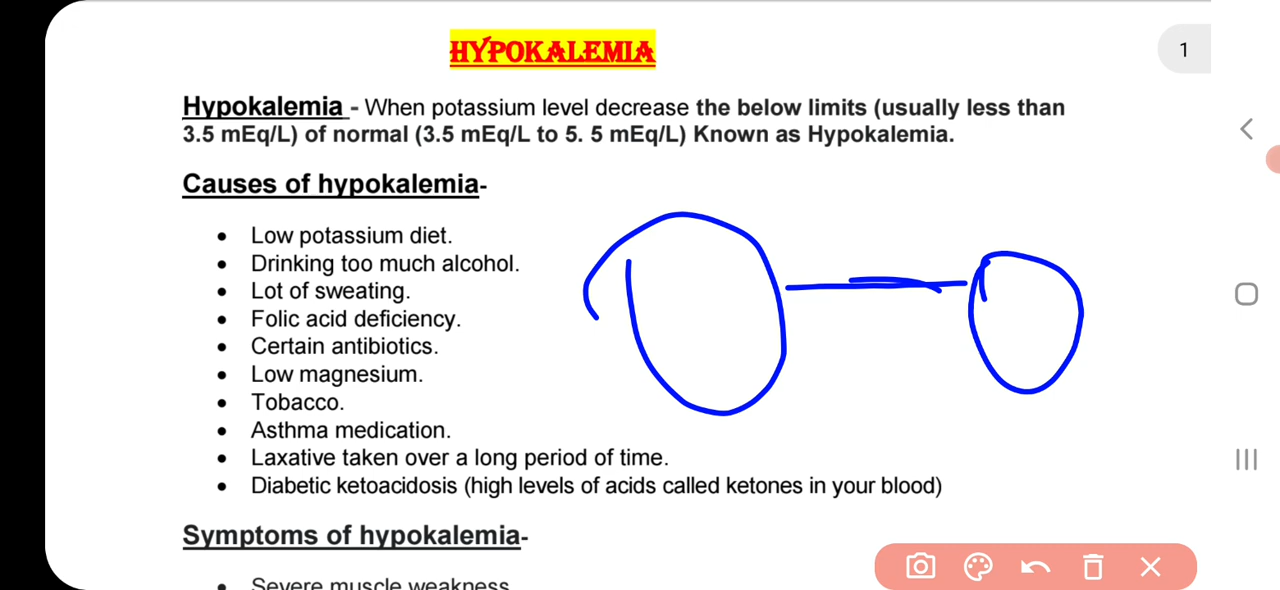 HYPOKALEMIA
1
Hypokalemia - When potassium level decrease the below limits (usually less than
3.5 mEq/L) of normal (3.5 mEq/L to 5. 5 mEq/L) Known as Hypokalemia.
Causes of hypokalemia-
• Low potassium diet.
• Drinking too much alcohol.
• Lot of sweating.
• Folic acid deficiency.
• Certain antibiotics.
• Low magnesium.
• Tobacco.
• Asthma medication.
• Laxative taken over a long period of time.
• Diabetic ketoacidosis (high levels of acids called ketones in your blood)
Symptoms of hypokalemia-
• Severe muscle weakness